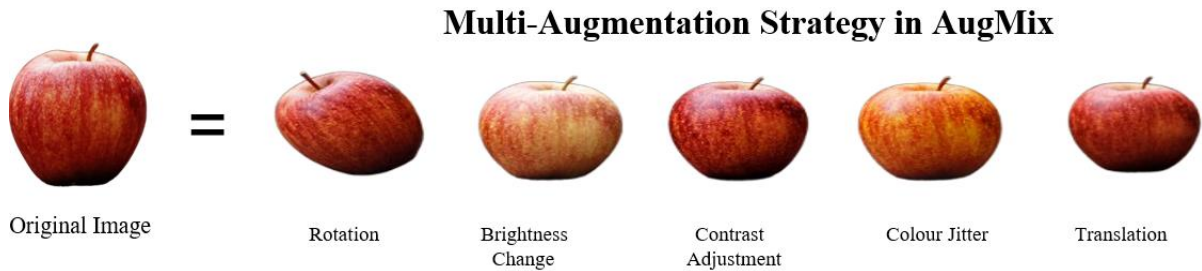 Multi-Augmentation Strategy in AugMix
=
Original Image
Rotation
Brightness
Change
Contrast
Adjustment
Colour Jitter
Translation